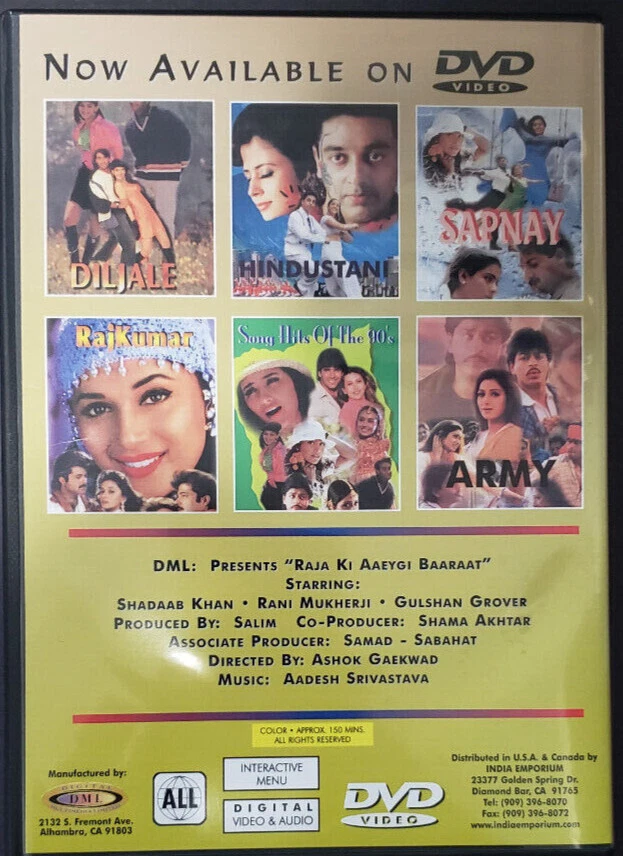 NOW AVAILABLE ON DVD VIDEO
DILJALE
HINDUSTANI
SAPNAY
RajKumar
Song Hits Of The 90's
ARMY
DML: PRESENTS "RAJA KI AAEYGI BAARAAT"
STARRING:
SHADAAB KHAN • RANI MUKHERJI • GULSHAN GROVER
PRODUCED BY: SALIM CO-PRODUCER: SHAMA AKHTAR
ASSOCIATE PRODUCER: SAMAD - SABAHAT
DIRECTED BY: ASHOK GAEKWAD
MUSIC: AADESH SRIVASTAVA
COLOR • APPROX. 150 MINS.
ALL RIGHTS RESERVED
Manufactured by:
DIGITAL
DML
2132 S. Fremont Ave.
Alhambra, CA 91803
ALL
INTERACTIVE
MENU
DIGITAL
VIDEO & AUDIO
DVD
VIDEO
Distributed in U.S.A. & Canada by
INDIA EMPORIUM
23377 Golden Spring Dr.
Diamond Bar, CA 91765
Tel: (909) 396-8070
Fax: (909) 396-8072
www.indiaemporium.com